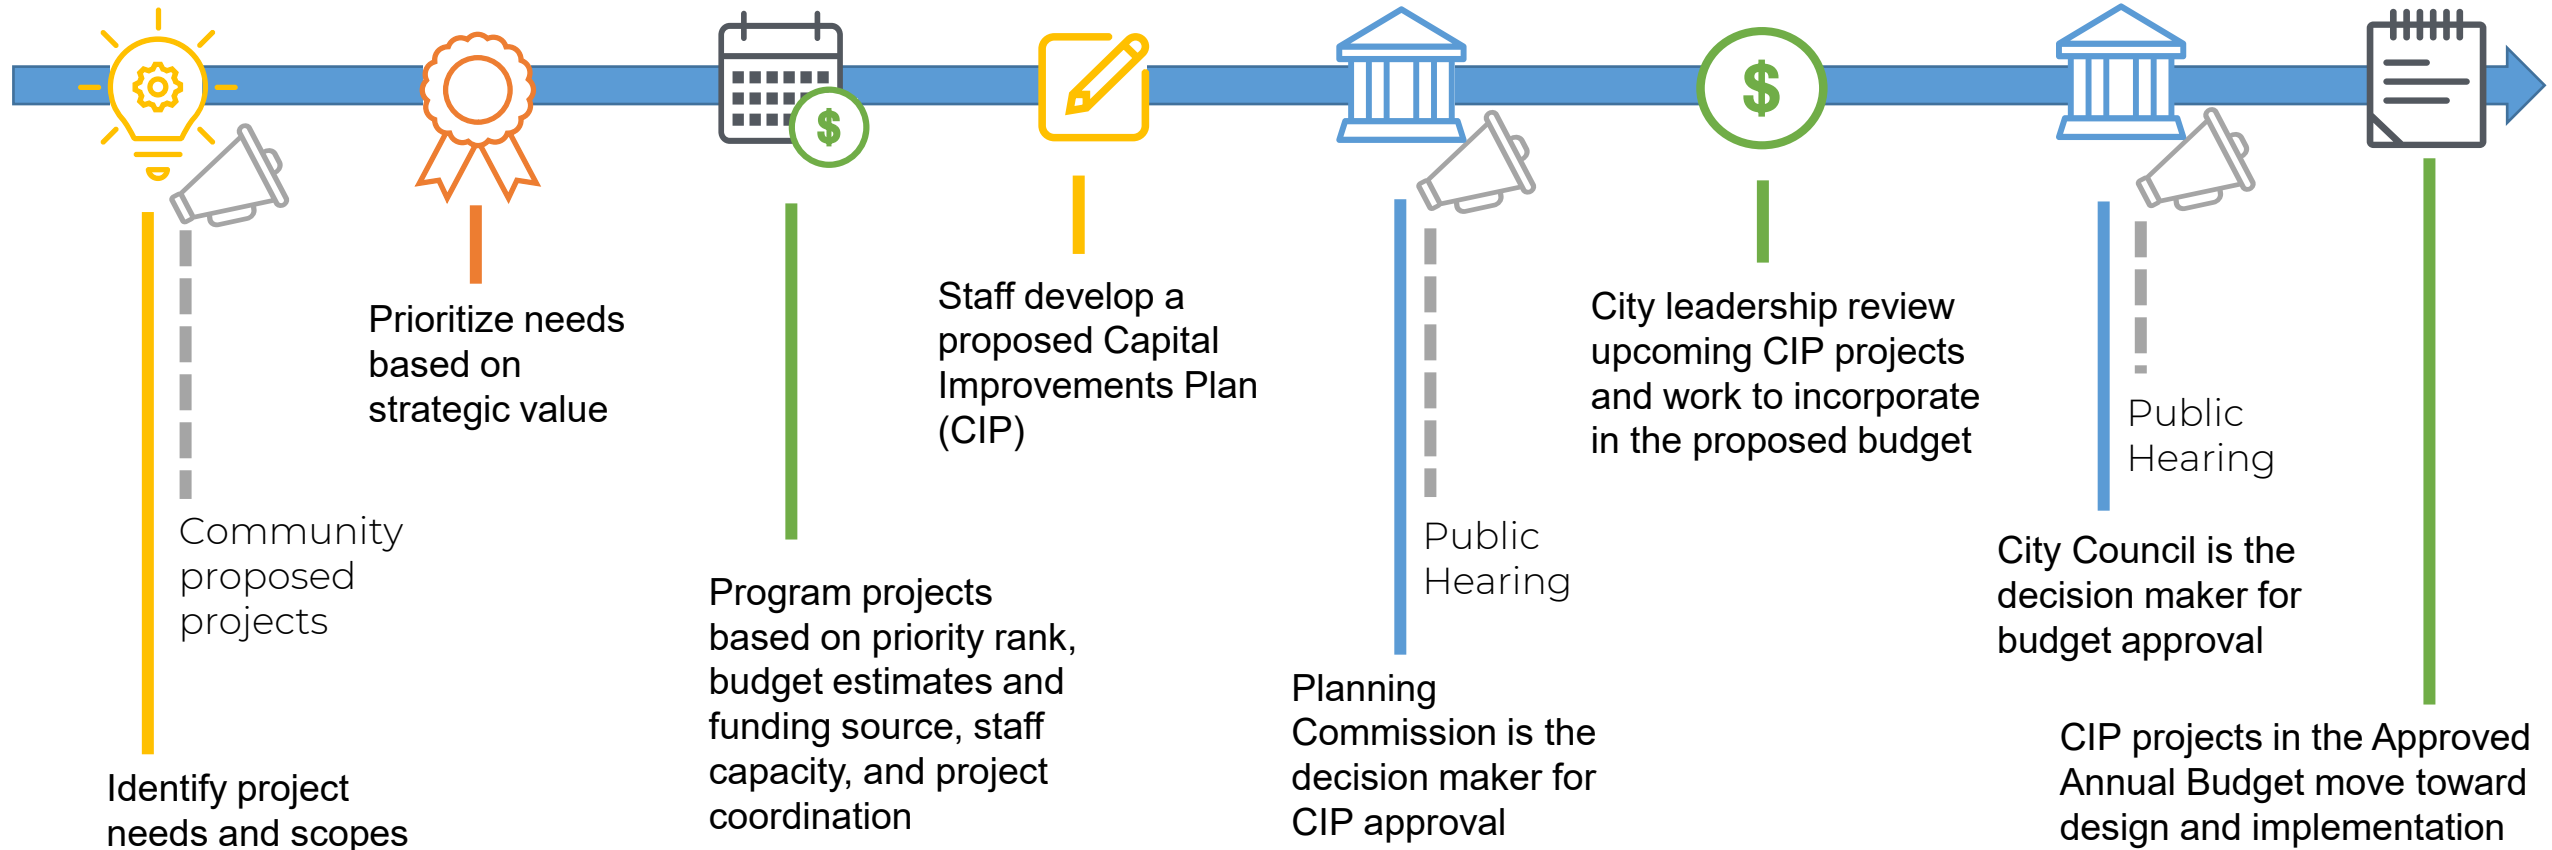 $
$
Identify project
needs and scopes
Community
proposed
projects
Prioritize needs
based on
strategic value
Program projects
based on priority rank,
budget estimates and
funding source, staff
capacity, and project
coordination
Staff develop a
proposed Capital
Improvements Plan
(CIP)
Planning
Commission is the
decision maker for
CIP approval
Public
Hearing
City leadership review
upcoming CIP projects
and work to incorporate
in the proposed budget
City Council is the
decision maker for
budget approval
Public
Hearing
CIP projects in the Approved
Annual Budget move toward
design and implementation